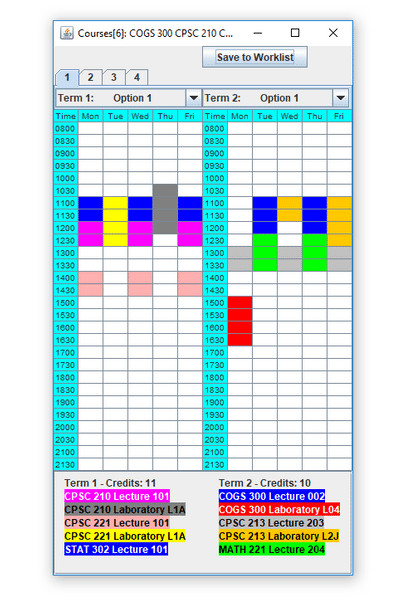 Courses[6]: COGS 300 CPSC 210 C...
Save to Worklist
1 2 3 4
Term 1: Option 1 Term 2: Option 1
Time Mon Tue Wed Thu Fri Time Mon Tue Wed Thu Fri
0800 0800
0830 0830
0900 0900
0930 0930
1000 1000
1030 1030
1100 1100
1130 1130
1200 1200
1230 1230
1300 1300
1330 1330
1400 1400
1430 1430
1500 1500
1530 1530
1600 1600
1630 1630
1700 1700
1730 1730
1800 1800
1830 1830
1900 1900
1930 1930
2000 2000
2030 2030
2100 2100
2130 2130
Term 1 - Credits: 11 Term 2 - Credits: 10
CPSC 210 Lecture 101 COGS 300 Lecture 002
CPSC 210 Laboratory L1A COGS 300 Laboratory L04
CPSC 221 Lecture 101 CPSC 213 Lecture 203
CPSC 221 Laboratory L1A CPSC 213 Laboratory L2J
STAT 302 Lecture 101 MATH 221 Lecture 204